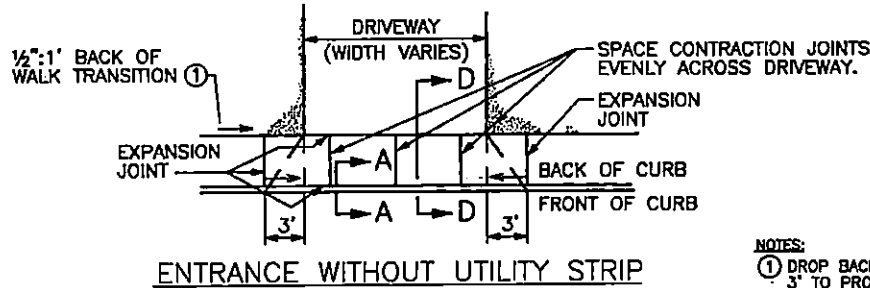 DRIVEWAY
(WIDTH VARIES)
½":1' BACK OF
WALK TRANSITION ①
SPACE CONTRACTION JOINTS
EVENLY ACROSS DRIVEWAY.
D
EXPANSION
JOINT
EXPANSION
JOINT
A
BACK OF CURB
A
D
FRONT OF CURB
3'
3'
ENTRANCE WITHOUT UTILITY STRIP
NOTES:
① DROP BACK
3' TO PRO